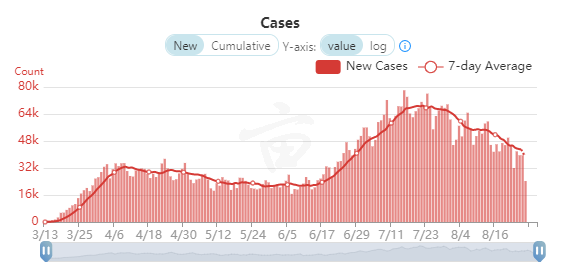 Cases
New Cumulative Y-axis: value log
New Cases 7-day Average
Count
80k
64k
48k
32k
16k
0
3/13 3/25 4/6 4/18 4/30 5/12 5/24 6/5 6/17 6/29 7/11 7/23 8/4 8/16